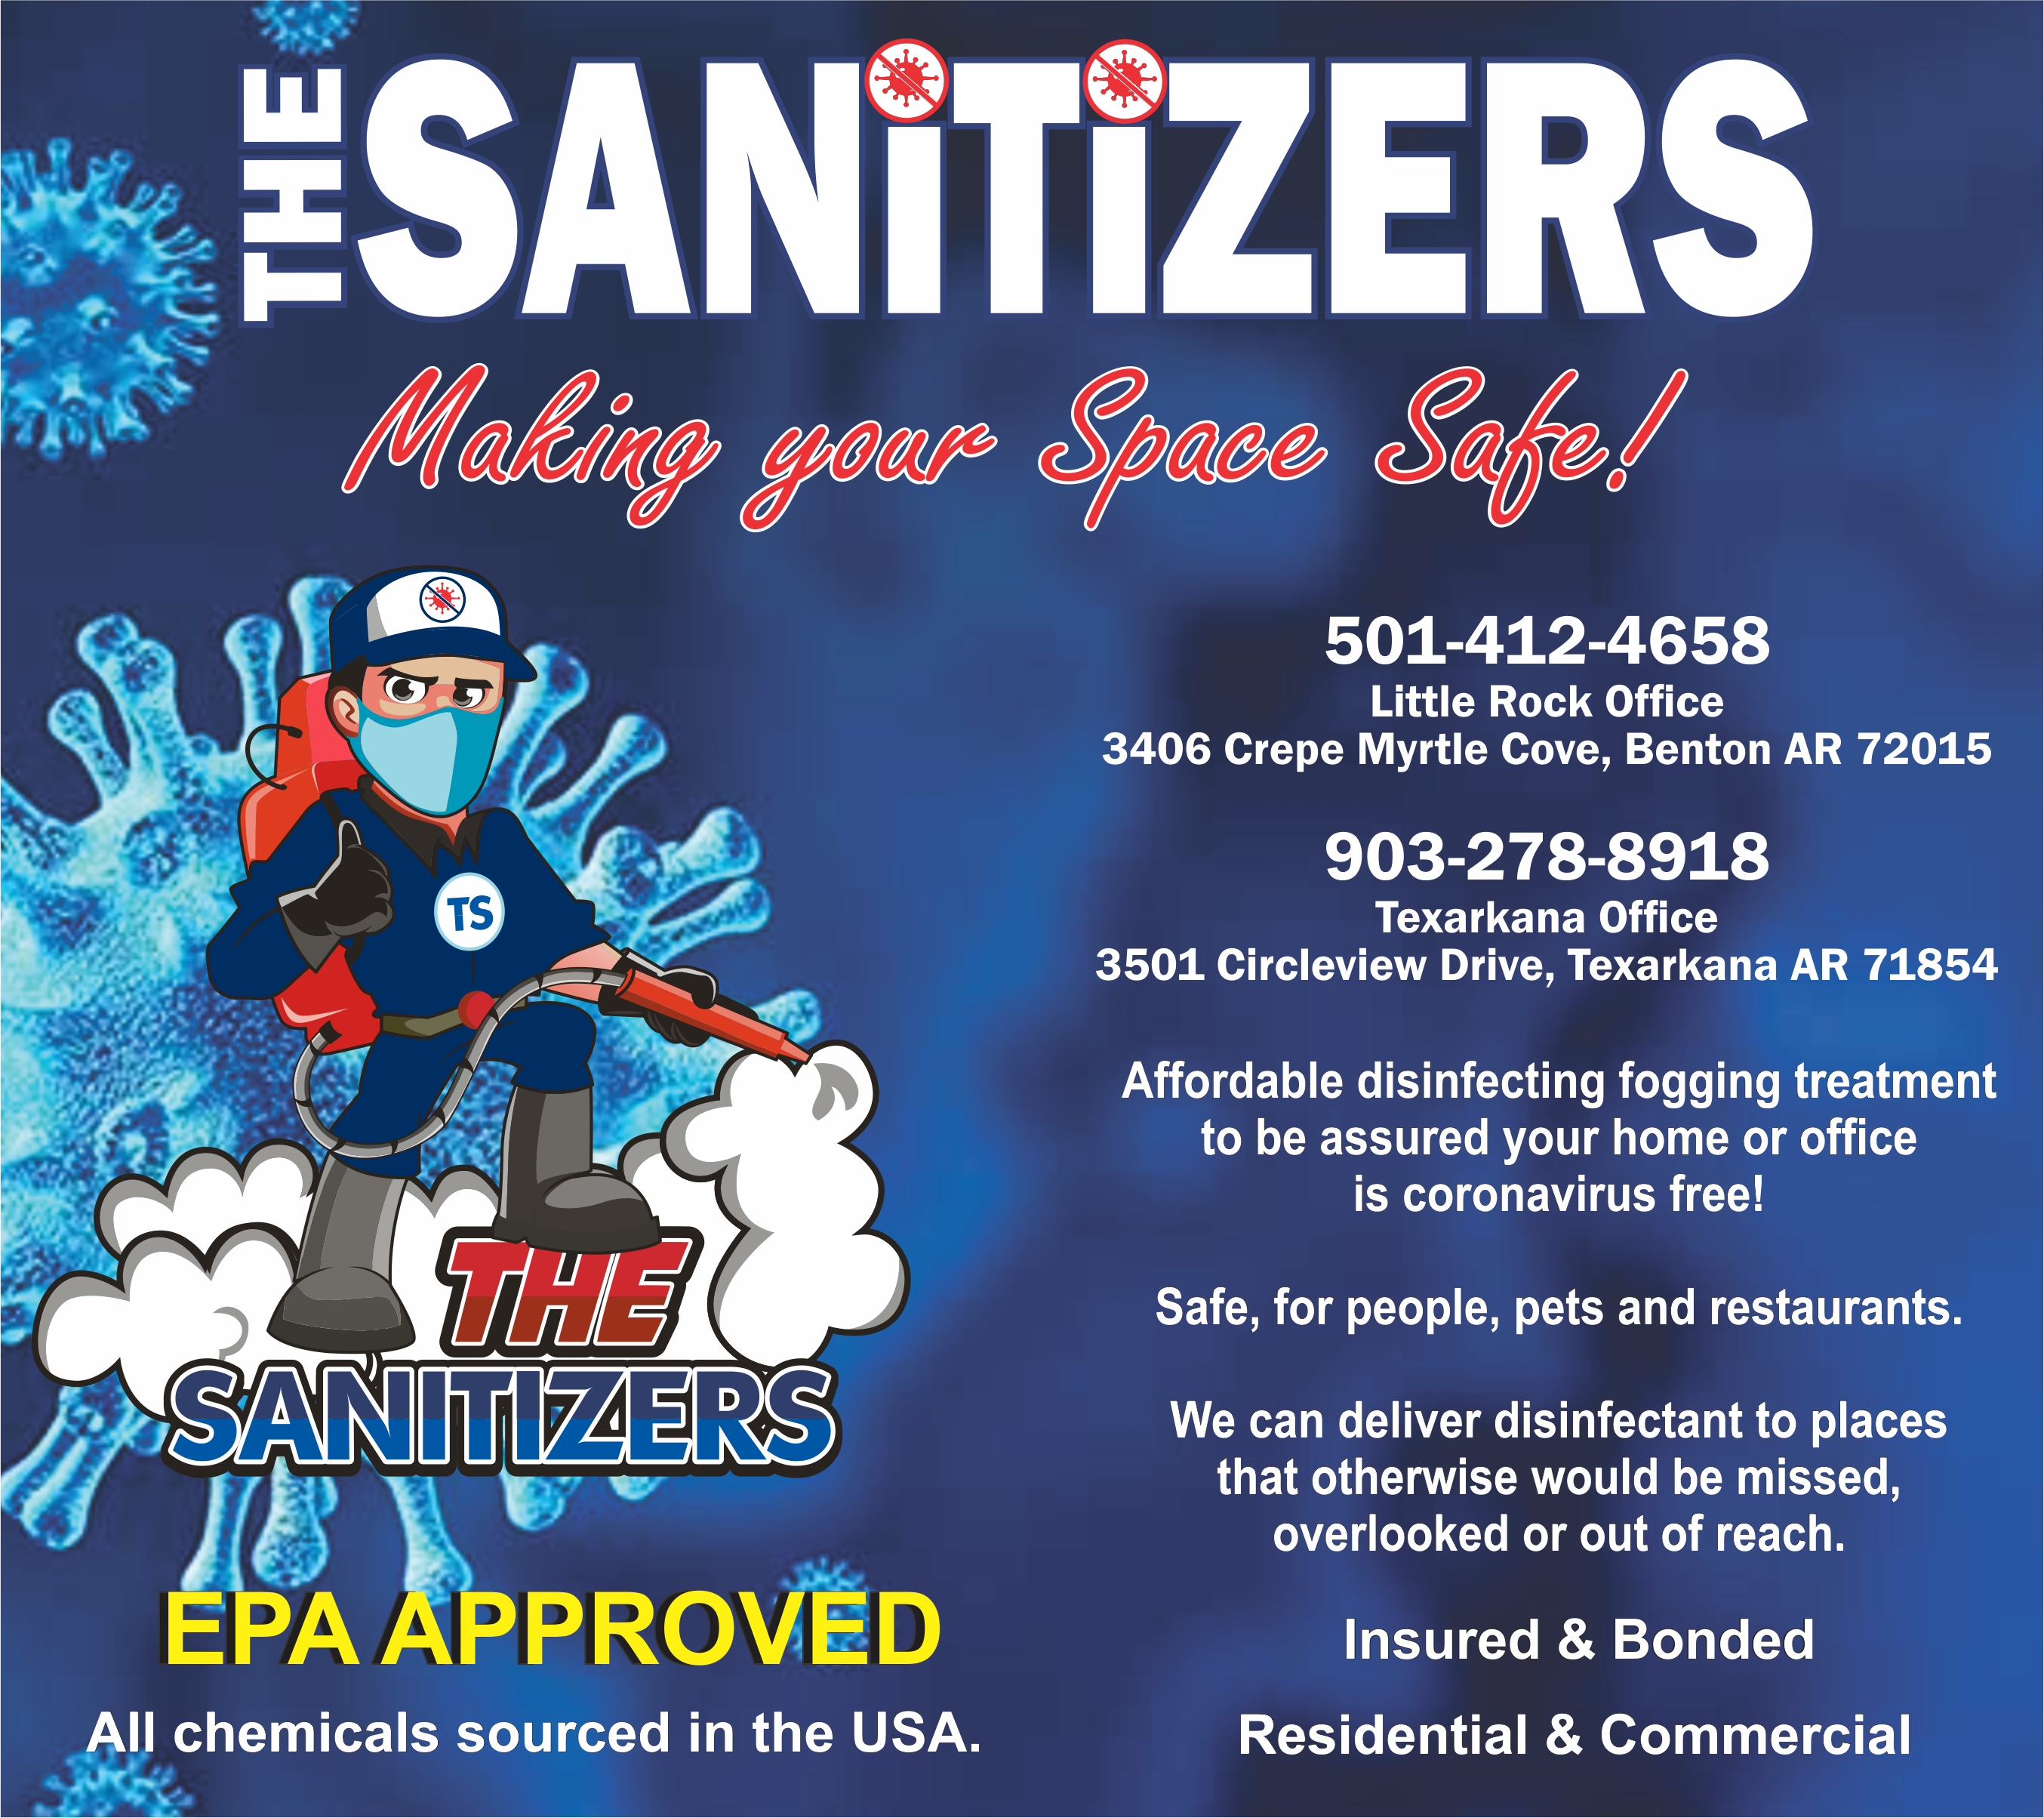 THE SANiTiZERS
Making your Space Safe!
501-412-4658
Little Rock Office
3406 Crepe Myrtle Cove, Benton AR 72015
903-278-8918
Texarkana Office
3501 Circleview Drive, Texarkana AR 71854
TS
THE
SANITIZERS
Affordable disinfecting fogging treatment
to be assured your home or office
is coronavirus free!
Safe, for people, pets and restaurants.
We can deliver disinfectant to places
that otherwise would be missed,
overlooked or out of reach.
EPA APPROVED
All chemicals sourced in the USA.
Insured & Bonded
Residential & Commercial